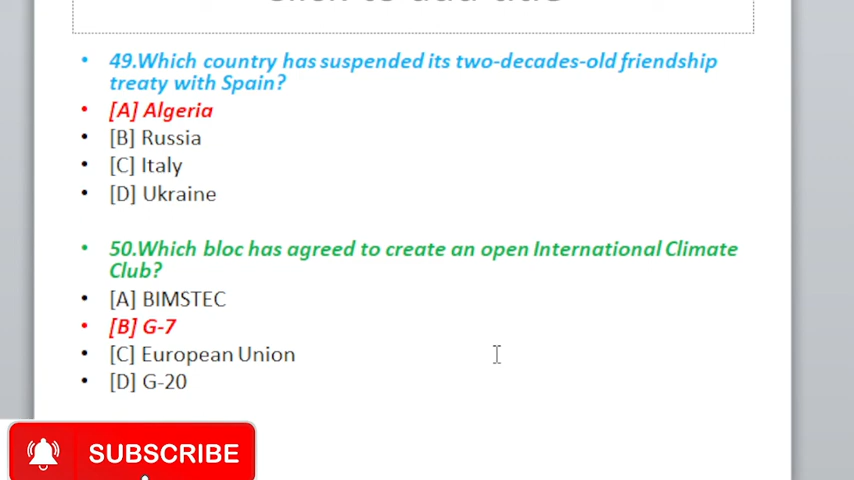 • 49.Which country has suspended its two-decades-old friendship
treaty with Spain?
• [A] Algeria
• [B] Russia
• [C] Italy
• [D] Ukraine
• 50.Which bloc has agreed to create an open International Climate
Club?
• [A] BIMSTEC
• [B] G-7
• [C] European Union
• [D] G-20
SUBSCRIBE